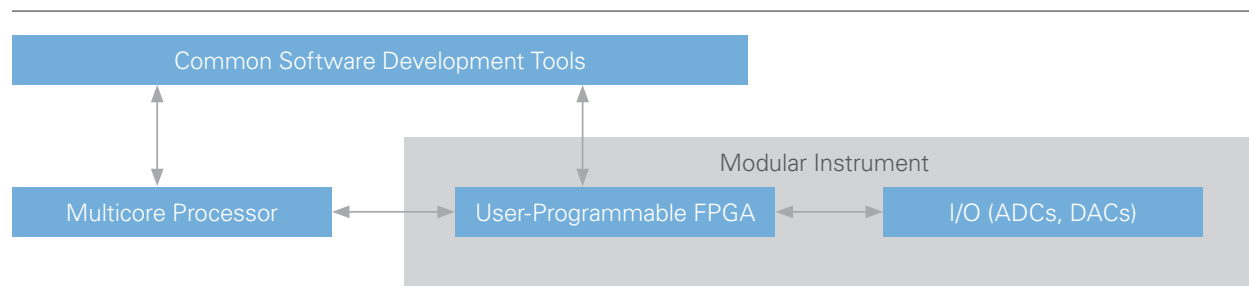 Common Software Development Tools
Modular Instrument
Multicore Processor
User-Programmable FPGA
I/O (ADCs, DACs)